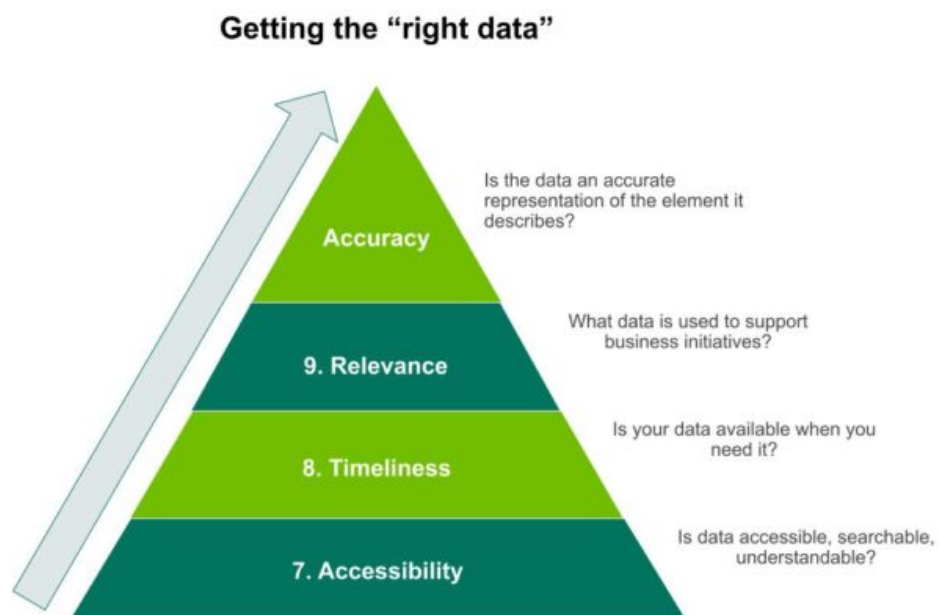 Getting the “right data”
Is the data an accurate
representation of the element it
describes?
Accuracy
What data is used to support
business initiatives?
9. Relevance
Is your data available when you
need it?
8. Timeliness
Is data accessible, searchable,
understandable?
7. Accessibility